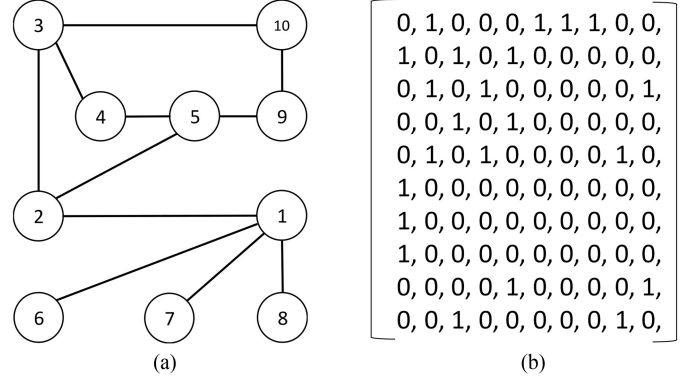 3
10
4
5
9
2
1
6
7
8
(a)
0, 1, 0, 0, 0, 1, 1, 1, 0, 0,
1, 0, 1, 0, 1, 0, 0, 0, 0, 0,
0, 1, 0, 1, 0, 0, 0, 0, 0, 1,
0, 0, 1, 0, 1, 0, 0, 0, 0, 0,
0, 1, 0, 1, 0, 0, 0, 0, 1, 0,
1, 0, 0, 0, 0, 0, 0, 0, 0, 0,
1, 0, 0, 0, 0, 0, 0, 0, 0, 0,
1, 0, 0, 0, 0, 0, 0, 0, 0, 0,
0, 0, 0, 0, 1, 0, 0, 0, 0, 1,
0, 0, 1, 0, 0, 0, 0, 0, 1, 0,
(b)